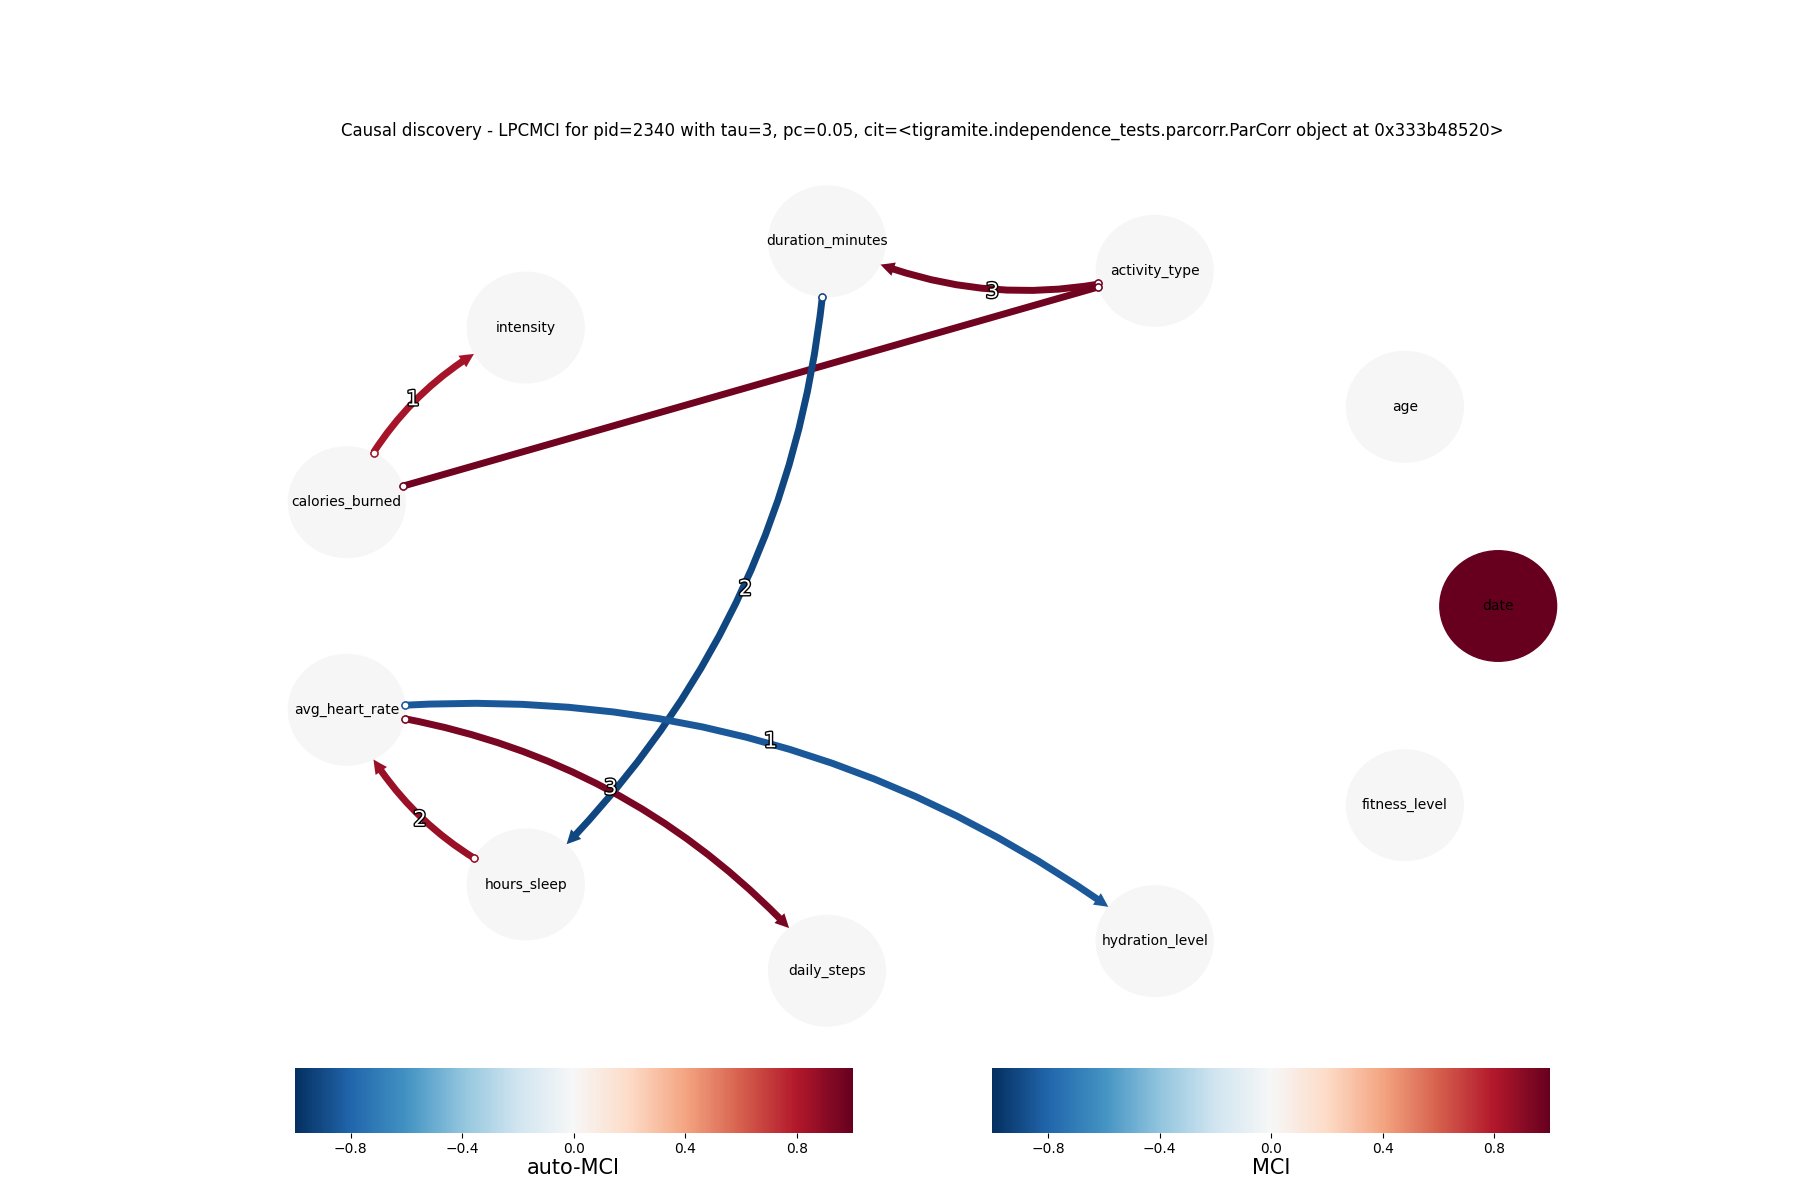 Causal discovery - LPCMCI for pid=2340 with tau=3, pc=0.05, cit=<tigramite.independence_tests.parcorr.ParCorr object at 0x333b48520>
duration_minutes
activity_type
3
intensity
1
age
calories_burned
2
date
avg_heart_rate
1
3
2
fitness_level
hours_sleep
hydration_level
daily_steps
−0.8 −0.4 0.0 0.4 0.8
auto-MCI
−0.8 −0.4 0.0 0.4 0.8
MCI